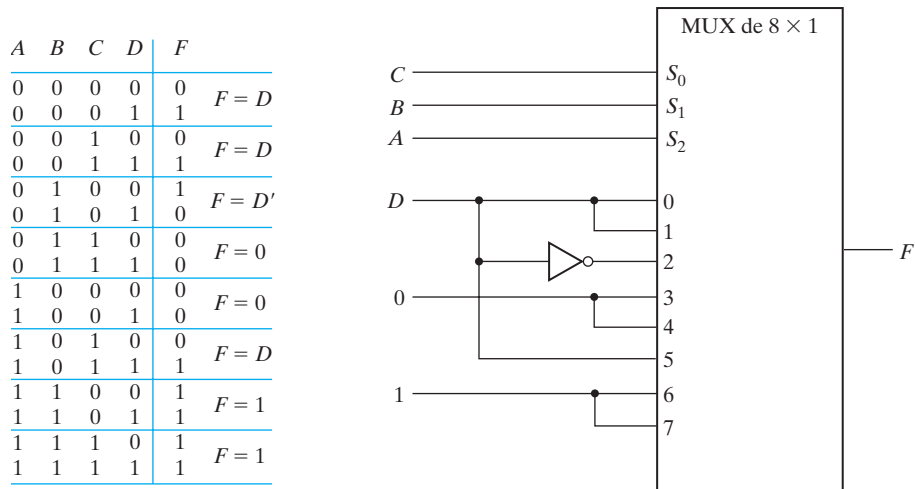 A B C D F
0 0 0 0 0
0 0 0 1 1
F = D
0 0 1 0 0
0 0 1 1 1
F = D
0 1 0 0 1
0 1 0 1 0
F = D′
0 1 1 0 0
0 1 1 1 0
F = 0
1 0 0 0 0
1 0 0 1 0
F = 0
1 0 1 0 0
1 0 1 1 1
F = D
1 1 0 0 1
1 1 0 1 1
F = 1
1 1 1 0 1
1 1 1 1 1
F = 1
MUX de 8 × 1
C S₀
B S₁
A S₂
D 0
1
2
0 3
4
5
1 6
7
F